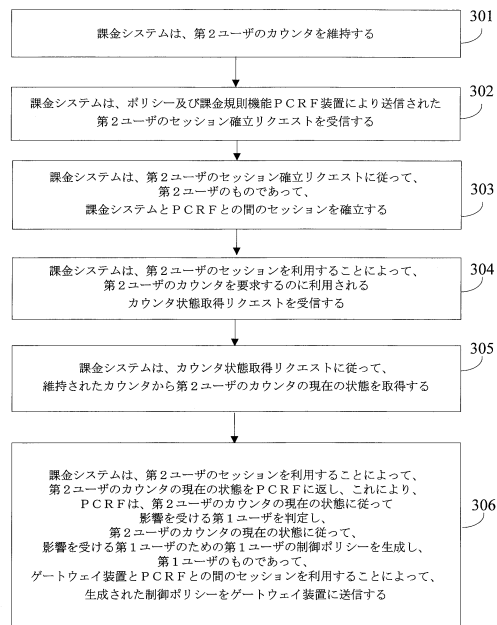 301
課金システムは、第２ユーザのカウンタを維持する
302
課金システムは、ポリシー及び課金規則機能ＰＣＲＦ装置により送信された
第２ユーザのセッション確立リクエストを受信する
303
課金システムは、第２ユーザのセッション確立リクエストに従って、
第２ユーザのものであって、
課金システムとＰＣＲＦとの間のセッションを確立する
304
課金システムは、第２ユーザのセッションを利用することによって、
第２ユーザのカウンタを要求するのに利用される
カウンタ状態取得リクエストを受信する
305
課金システムは、カウンタ状態取得リクエストに従って、
維持されたカウンタから第２ユーザのカウンタの現在の状態を取得する
306
課金システムは、第２ユーザのセッションを利用することによって、
第２ユーザのカウンタの現在の状態をＰＣＲＦに返し、これにより、
ＰＣＲＦは、第２ユーザのカウンタの現在の状態に従って
影響を受ける第１ユーザを判定し、
第２ユーザのカウンタの現在の状態に従って、
影響を受ける第１ユーザのための第１ユーザの制御ポリシーを生成し、
第１ユーザのものであって、
ゲートウェイ装置とＰＣＲＦとの間のセッションを利用することによって、
生成された制御ポリシーをゲートウェイ装置に送信する